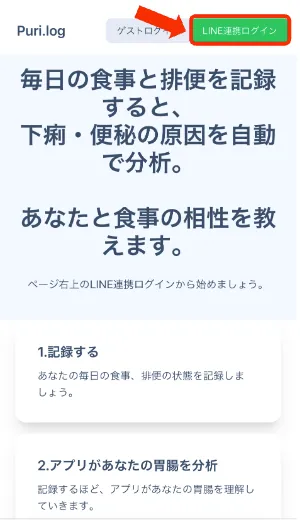 Puri.log
ゲストログイ
LINE連携ログイン
毎日の食事と排便を記録
すると、
下痢・便秘の原因を自動
で分析。
あなたと食事の相性を教
えます。
ページ右上のLINE連携ログインから始めましょう。
1.記録する
あなたの毎日の食事、排便の状態を記録しま
しょう。
2.アプリがあなたの胃腸を分析
記録するほど、アプリがあなたの胃腸を理解し
ていきます。